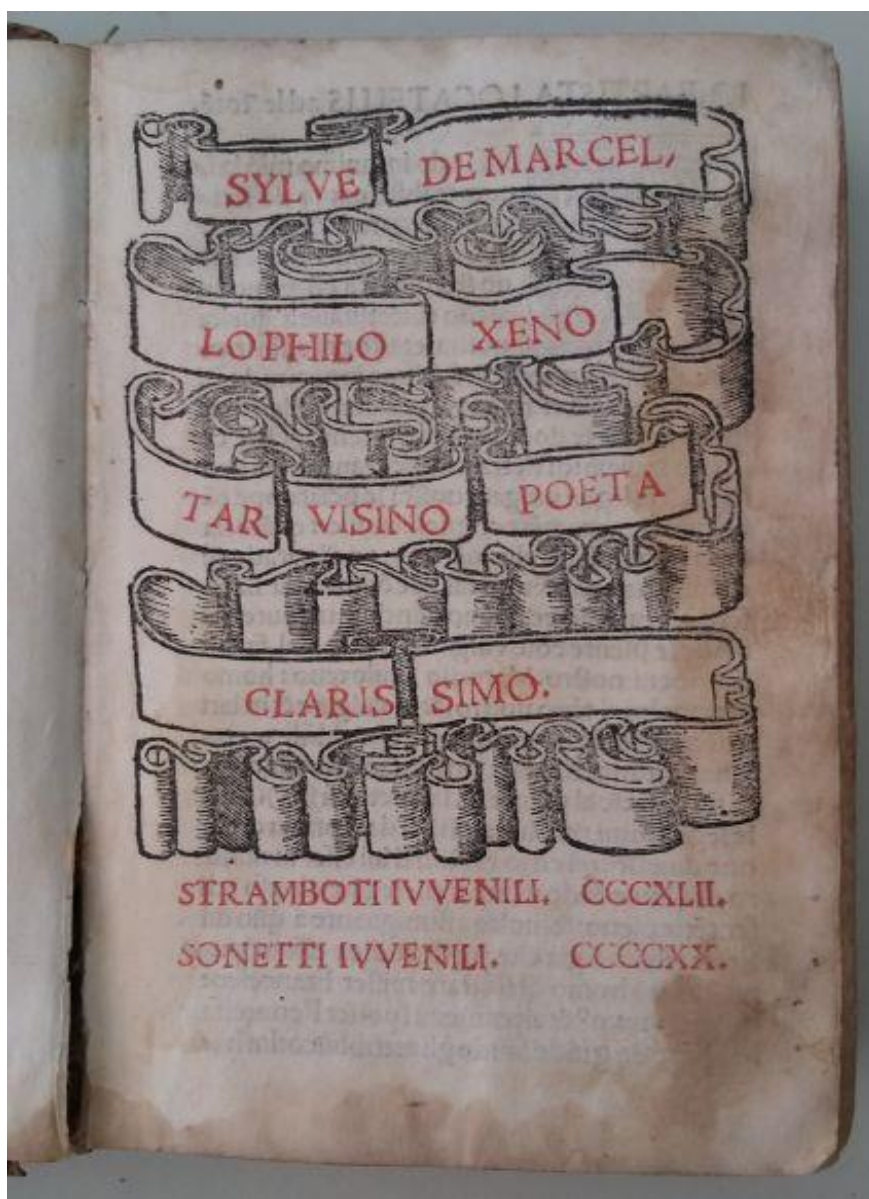 SYLVE DE MARCEL,
LO PHILO XENO
TAR VISINO POETA
CLARIS SIMO.
STRAMBOTI IVVENILI. CCCXLII.
SONETTI IVVENILI. CCCCXX.